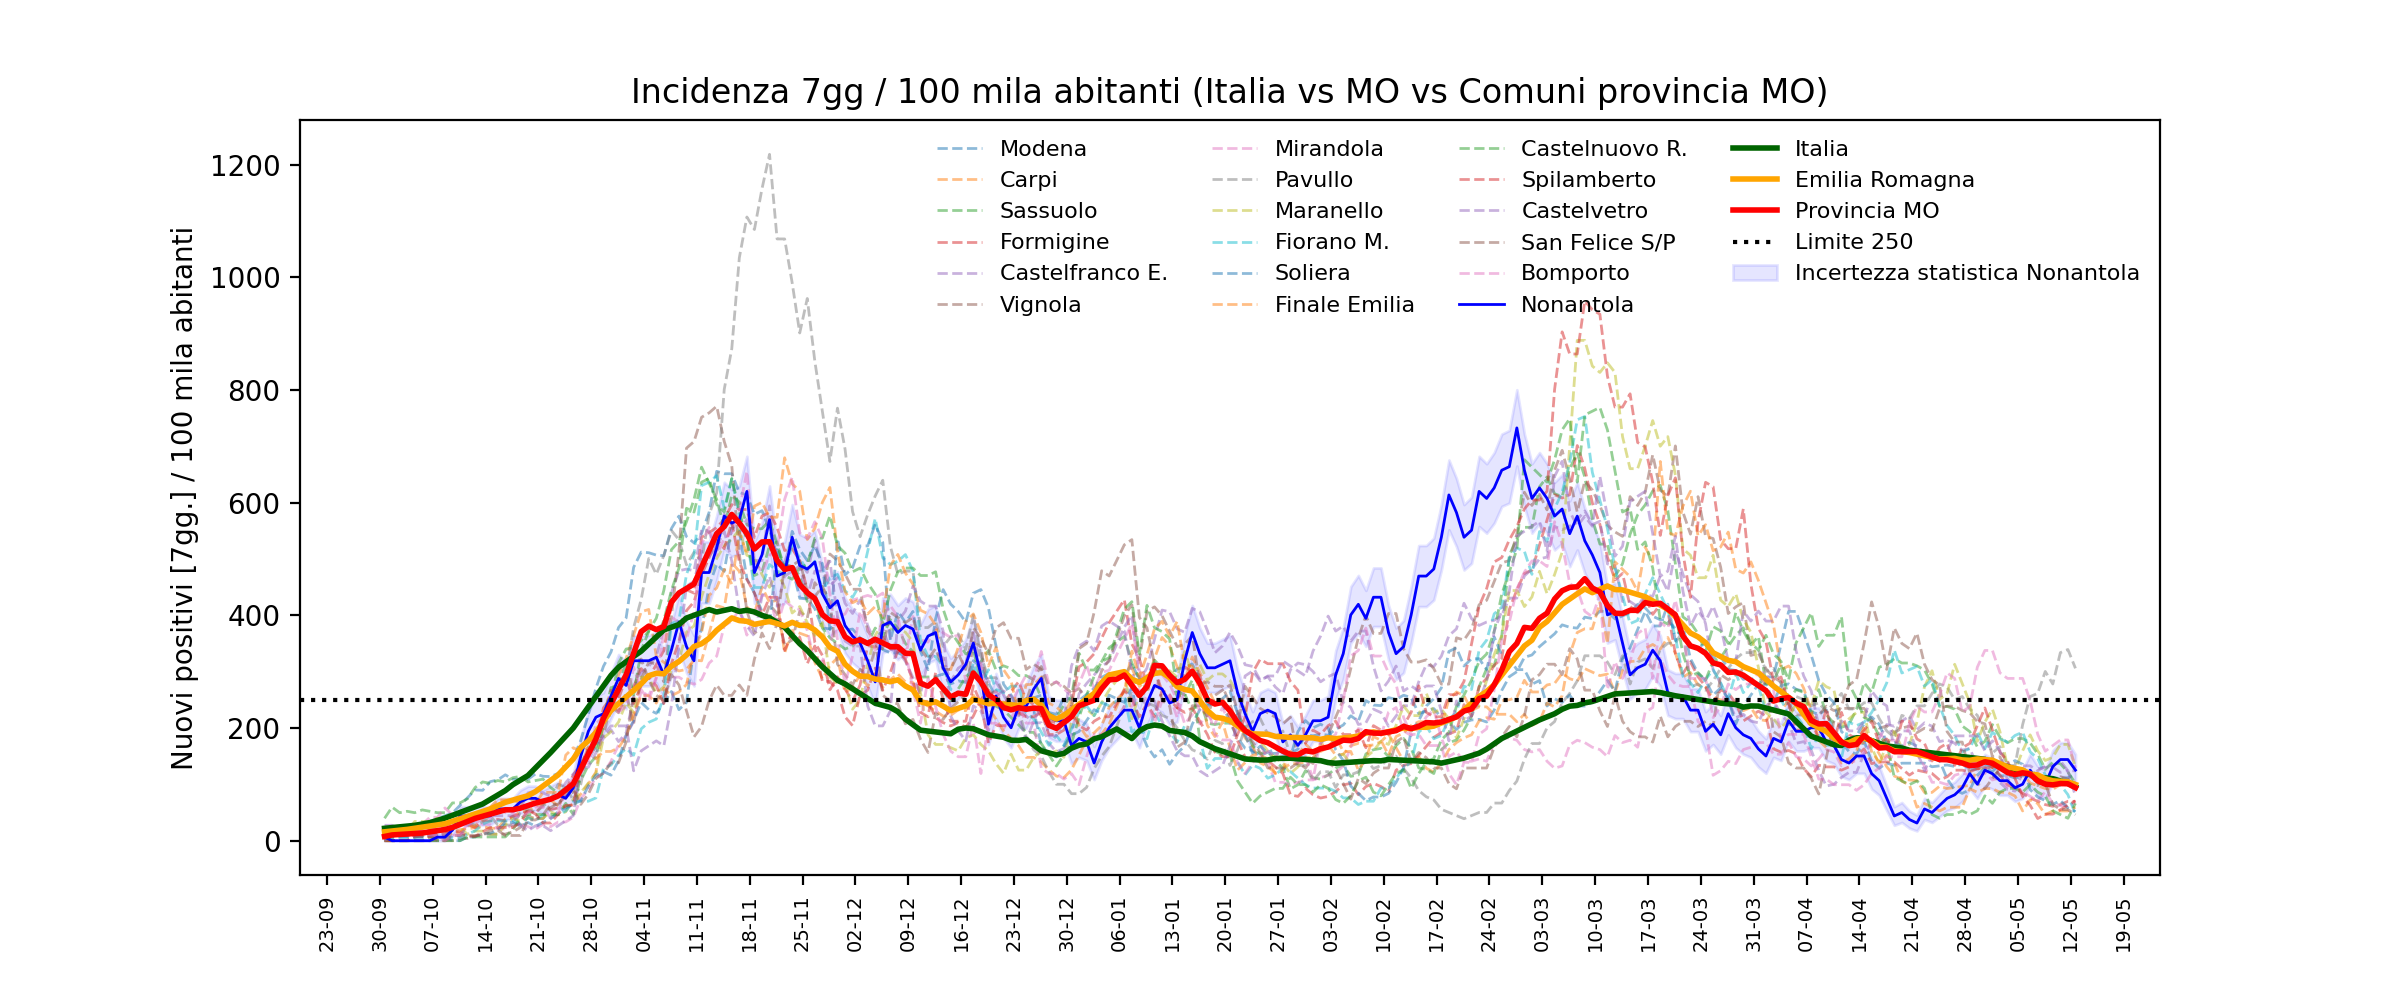 Incidenza 7gg / 100 mila abitanti (Italia vs MO vs Comuni provincia MO)
Nuovi positivi [7gg.] / 100 mila abitanti
1200
1000
800
600
400
200
0
Modena
Carpi
Sassuolo
Formigine
Castelfranco E.
Vignola
Mirandola
Pavullo
Maranello
Fiorano M.
Soliera
Finale Emilia
Castelnuovo R.
Spilamberto
Castelvetro
San Felice S/P
Bomporto
Nonantola
Italia
Emilia Romagna
Provincia MO
Limite 250
Incertezza statistica Nonantola
23-09
30-09
07-10
14-10
21-10
28-10
04-11
11-11
18-11
25-11
02-12
09-12
16-12
23-12
30-12
06-01
13-01
20-01
27-01
03-02
10-02
17-02
24-02
03-03
10-03
17-03
24-03
31-03
07-04
14-04
21-04
28-04
05-05
12-05
19-05